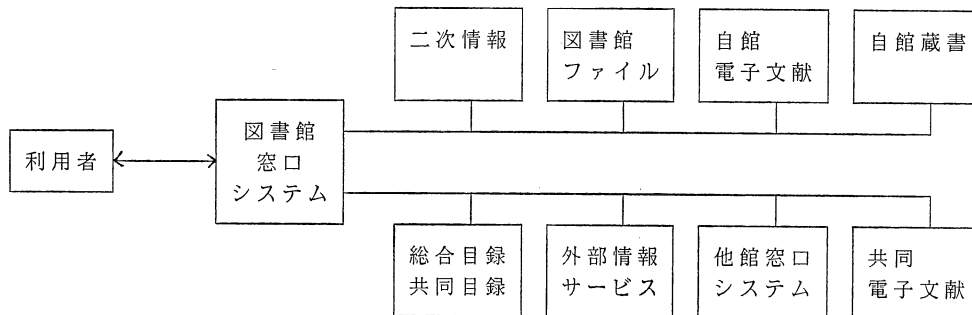 二次情報
図書館
ファイル
自館
電子文献
自館蔵書
利用者
図書館
窓口
システム
総合目録
共同目録
外部情報
サービス
他館窓口
システム
共同
電子文献